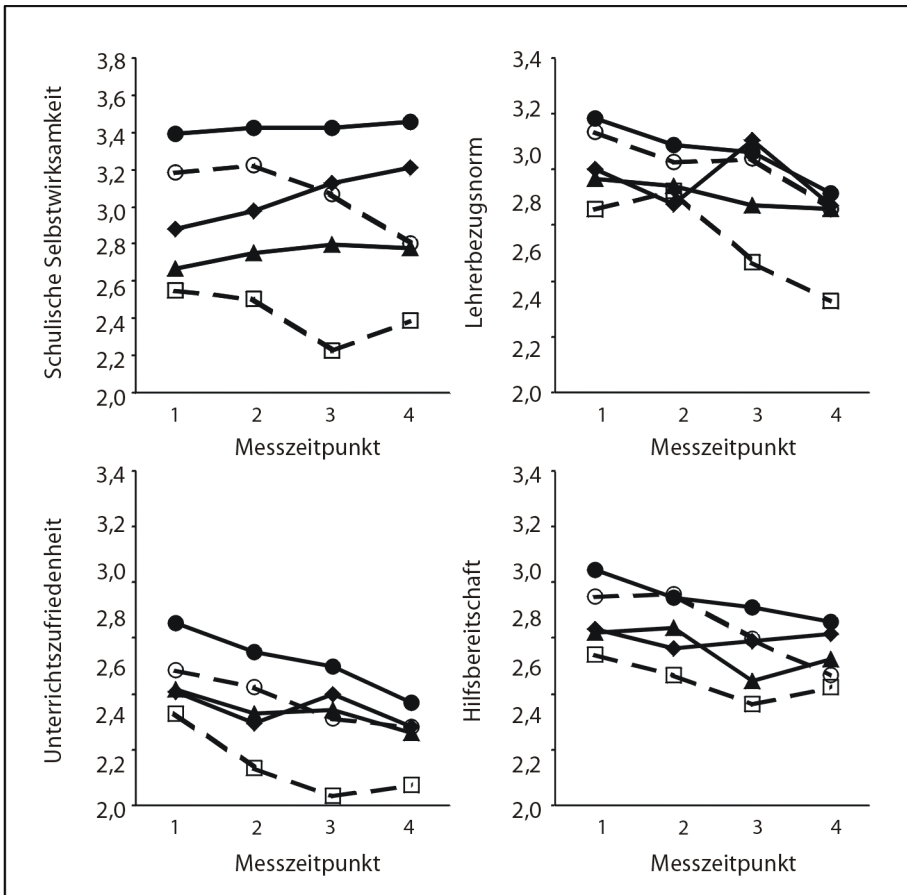 Schulische Selbstwirksamkeit
3,8
3,6
3,4
3,2
3,0
2,8
2,6
2,4
2,2
2,0
1 2 3 4
Messzeitpunkt
Lehrerbezugsnorm
3,4
3,2
3,0
2,8
2,6
2,4
2,2
2,0
1 2 3 4
Messzeitpunkt
Unterrichtszufriedenheit
3,4
3,2
3,0
2,8
2,6
2,4
2,2
2,0
1 2 3 4
Messzeitpunkt
Hilfsbereitschaft
3,4
3,2
3,0
2,8
2,6
2,4
2,2
2,0
1 2 3 4
Messzeitpunkt